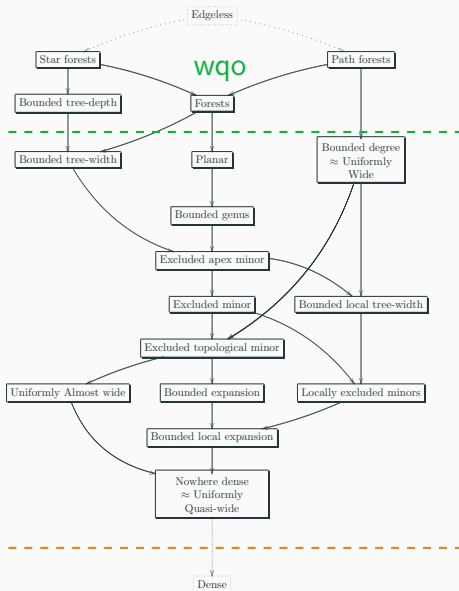 Edgeless
Star forests
Path forests
wqo
Bounded tree-depth
Forests
Bounded tree-width
Planar
Bounded degree
≈ Uniformly
Wide
Bounded genus
Excluded apex minor
Excluded minor
Bounded local tree-width
Excluded topological minor
Uniformly Almost wide
Bounded expansion
Locally excluded minors
Bounded local expansion
Nowhere dense
≈ Uniformly
Quasi-wide
Dense